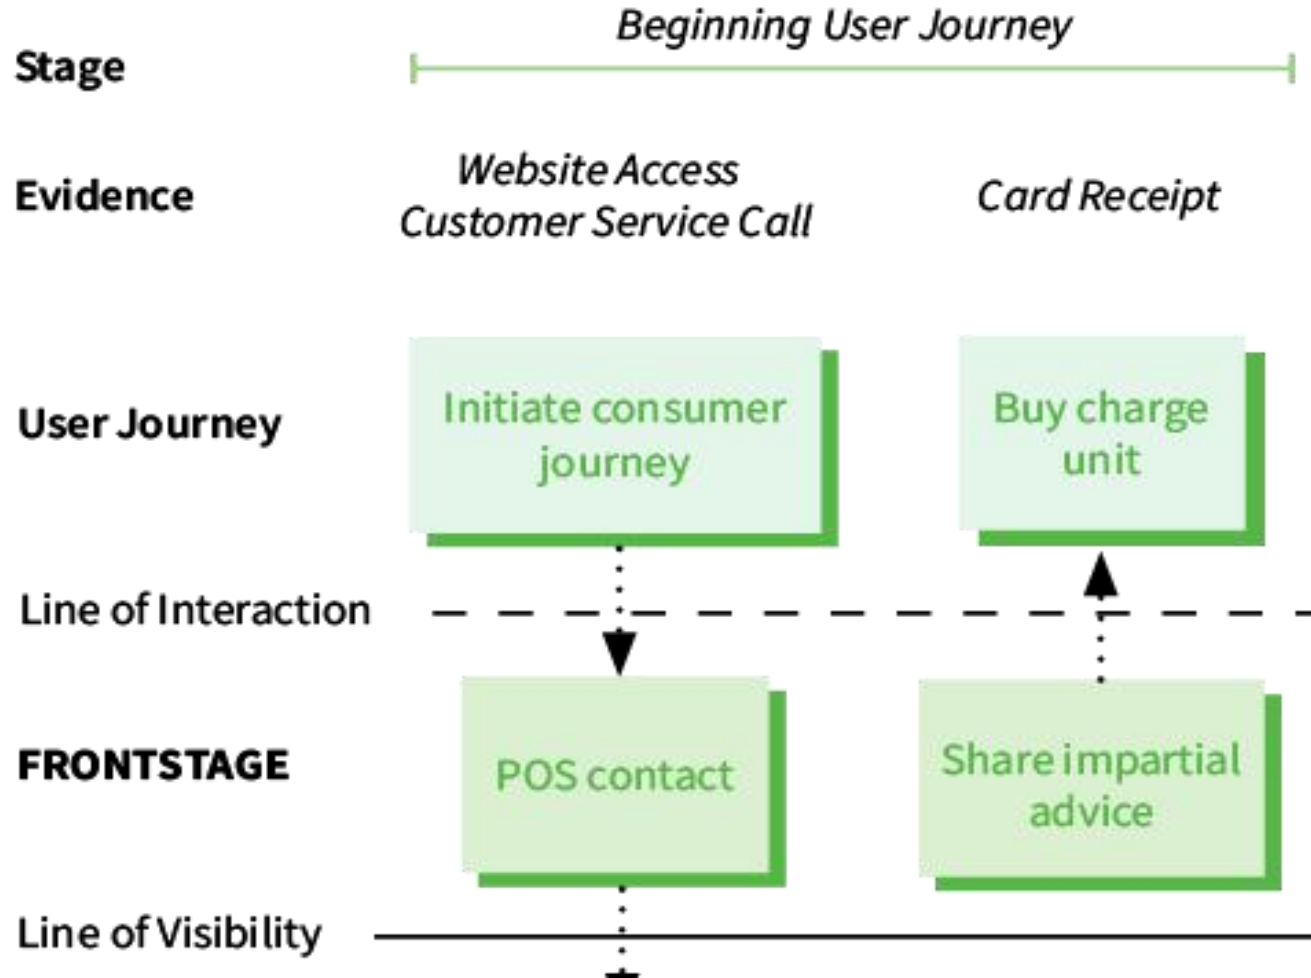 Beginning User Journey
Stage
Website Access
Evidence
Card Receipt
Customer Service Call
Initiate consumer
journey
Buy charge
unit
User Journey
Line of Interaction
FRONTSTAGE
POS contact
Share impartial
advice
Line of Visibility